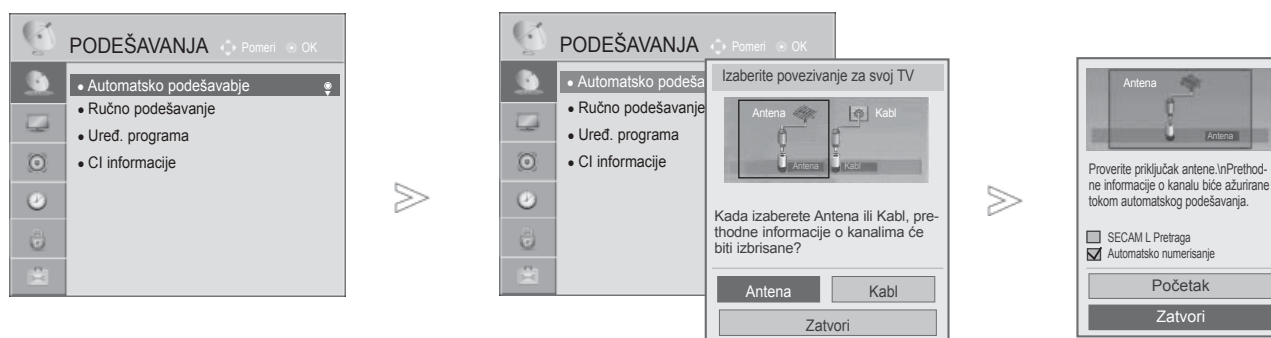 PODEŠAVANJA Pomeri OK
• Automatsko podešavabje
• Ručno podešavanje
• Uređ. programa
• CI informacije
PODEŠAVANJA Pomeri OK
• Automatsko podeša
• Ručno podešavanje
• Uređ. programa
• CI informacije
Izaberite povezivanje za svoj TV
Antena Kabl
Antena Kabl
Kada izaberete Antena ili Kabl, pre-
thodne informacije o kanalima će
biti izbrisane?
Antena Kabl
Zatvori
Antena
Antena
Proverite priključak antene.\nPrethod-
ne informacije o kanalu biće ažurirane
tokom automatskog podešavanja.
SECAM L Pretraga
Automatsko numerisanje
Početak
Zatvori